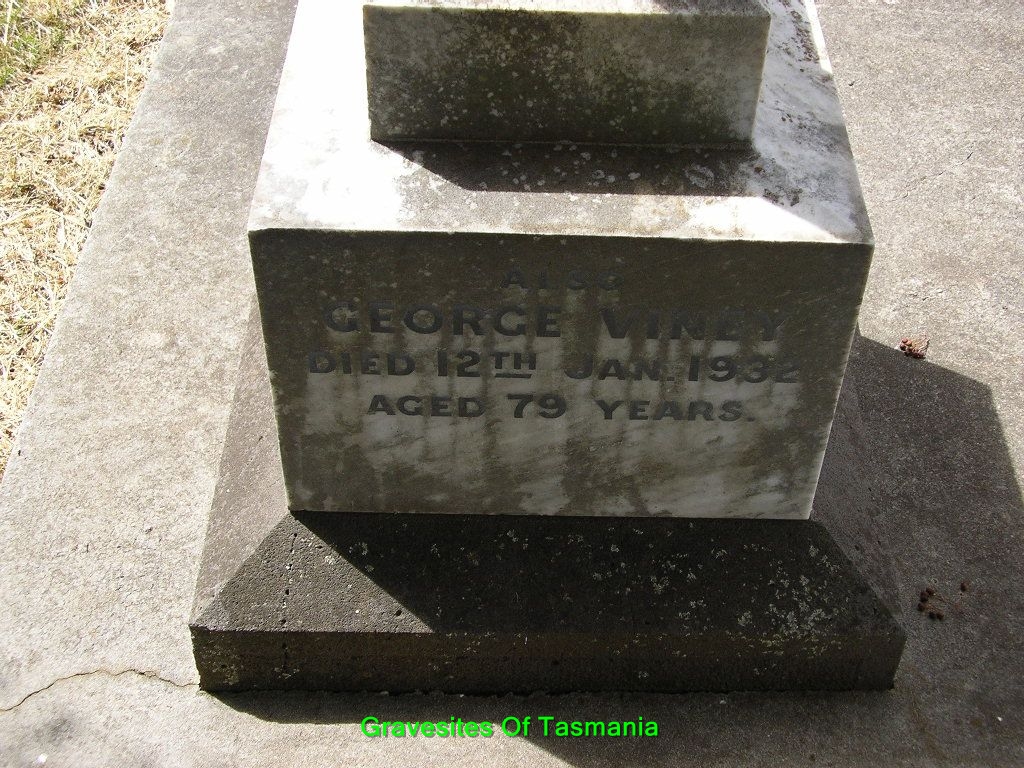 ALSO
GEORGE VINEY
DIED 12TH JAN. 1932
AGED 79 YEARS.
Gravesites Of Tasmania